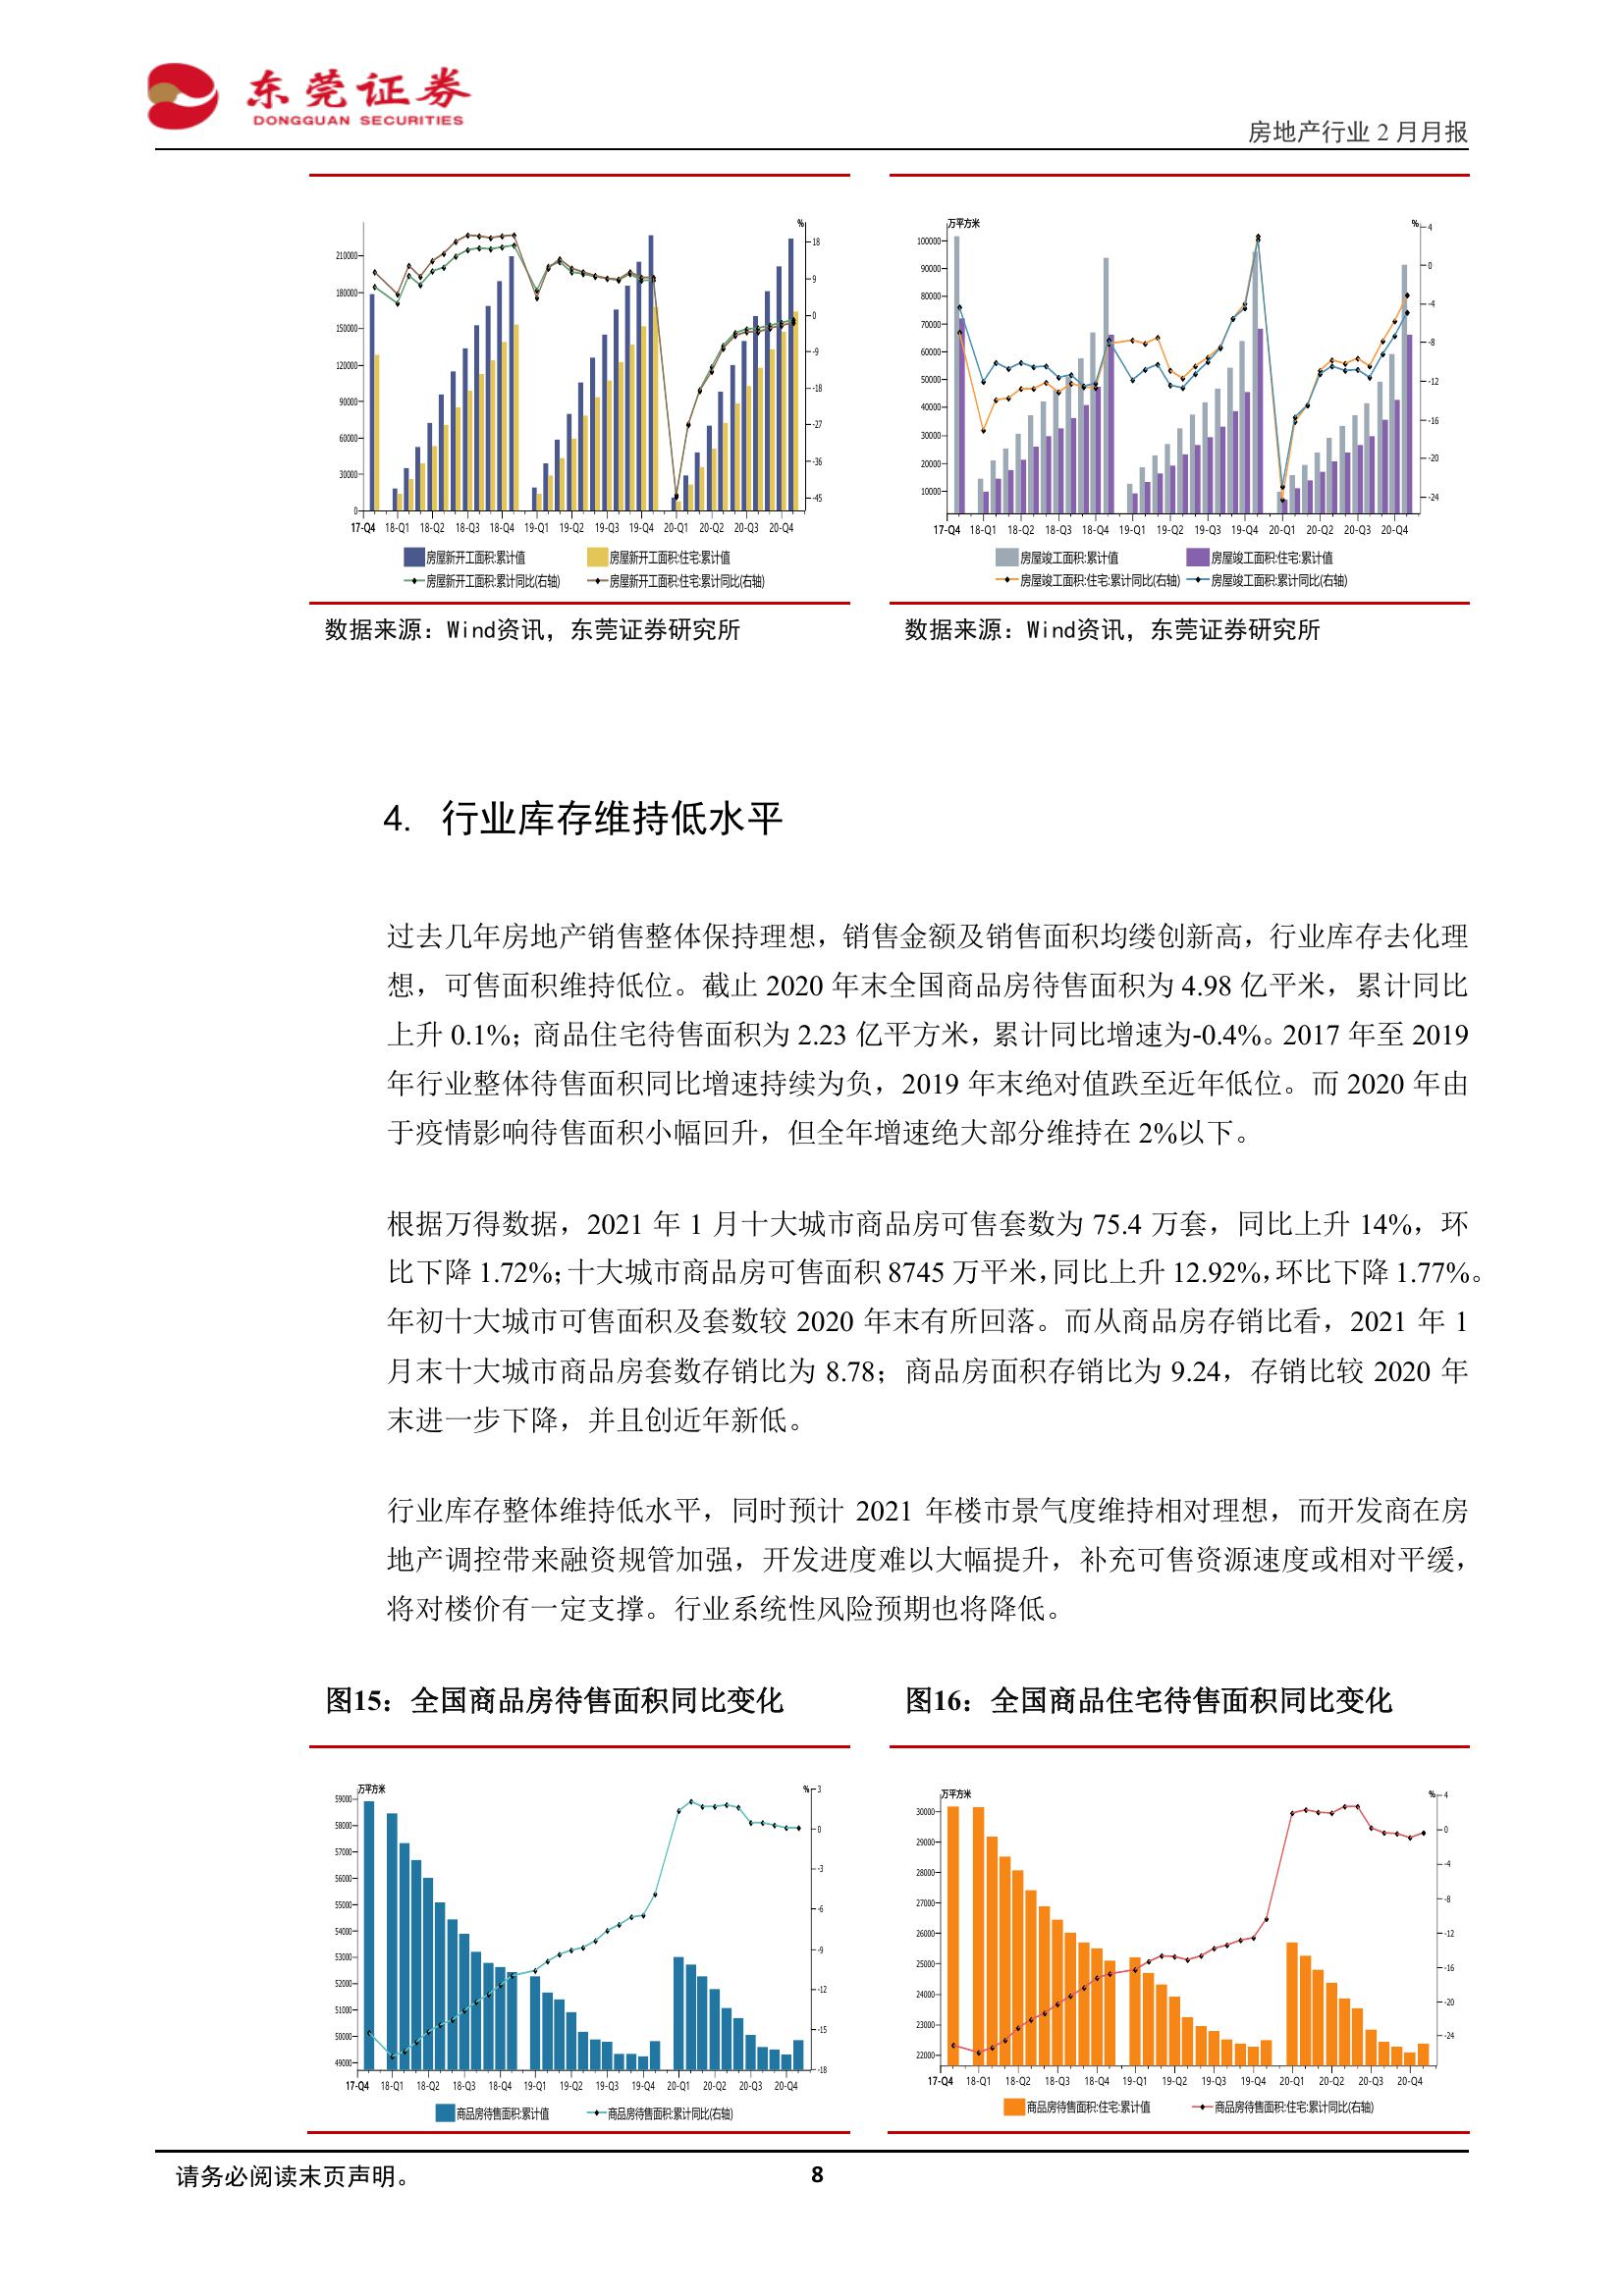 东莞证券
DONGGUAN SECURITIES
房地产行业 2 月月报
%
210000
180000
150000
120000
90000
60000
30000
0
18
9
0
-9
-18
-27
-36
-45
17-Q4 18-Q1 18-Q2 18-Q3 18-Q4 19-Q1 19-Q2 19-Q3 19-Q4 20-Q1 20-Q2 20-Q3 20-Q4
房屋新开工面积:累计值 房屋新开工面积:住宅:累计值
房屋新开工面积:累计同比(右轴) 房屋新开工面积:住宅:累计同比(右轴)
万平方米 %
100000
90000
80000
70000
60000
50000
40000
30000
20000
10000
4
0
-4
-8
-12
-16
-20
-24
17-Q4 18-Q1 18-Q2 18-Q3 18-Q4 19-Q1 19-Q2 19-Q3 19-Q4 20-Q1 20-Q2 20-Q3 20-Q4
房屋竣工面积:累计值 房屋竣工面积:住宅:累计值
房屋竣工面积:住宅:累计同比(右轴) 房屋竣工面积:累计同比(右轴)
数据来源：Wind资讯，东莞证券研究所
数据来源：Wind资讯，东莞证券研究所
4. 行业库存维持低水平
过去几年房地产销售整体保持理想，销售金额及销售面积均缕创新高，行业库存去化理
想，可售面积维持低位。截止 2020 年末全国商品房待售面积为 4.98 亿平米，累计同比
上升 0.1%；商品住宅待售面积为 2.23 亿平方米，累计同比增速为-0.4%。2017 年至 2019
年行业整体待售面积同比增速持续为负，2019 年末绝对值跌至近年低位。而 2020 年由
于疫情影响待售面积小幅回升，但全年增速绝大部分维持在 2%以下。
根据万得数据，2021 年 1 月十大城市商品房可售套数为 75.4 万套，同比上升 14%，环
比下降 1.72%；十大城市商品房可售面积 8745 万平米，同比上升 12.92%，环比下降 1.77%。
年初十大城市可售面积及套数较 2020 年末有所回落。而从商品房存销比看，2021 年 1
月末十大城市商品房套数存销比为 8.78；商品房面积存销比为 9.24，存销比较 2020 年
末进一步下降，并且创近年新低。
行业库存整体维持低水平，同时预计 2021 年楼市景气度维持相对理想，而开发商在房
地产调控带来融资规管加强，开发进度难以大幅提升，补充可售资源速度或相对平缓，
将对楼价有一定支撑。行业系统性风险预期也将降低。
图15：全国商品房待售面积同比变化
图16：全国商品住宅待售面积同比变化
万平方米 %
59000
58000
57000
56000
55000
54000
53000
52000
51000
50000
49000
3
0
-3
-6
-9
-12
-15
-18
17-Q4 18-Q1 18-Q2 18-Q3 18-Q4 19-Q1 19-Q2 19-Q3 19-Q4 20-Q1 20-Q2 20-Q3 20-Q4
商品房待售面积:累计值 商品房待售面积:累计同比(右轴)
万平方米 %
30000
29000
28000
27000
26000
25000
24000
23000
22000
4
0
-4
-8
-12
-16
-20
-24
17-Q4 18-Q1 18-Q2 18-Q3 18-Q4 19-Q1 19-Q2 19-Q3 19-Q4 20-Q1 20-Q2 20-Q3 20-Q4
商品房待售面积:住宅:累计值 商品房待售面积:住宅:累计同比(右轴)
请务必阅读末页声明。
8